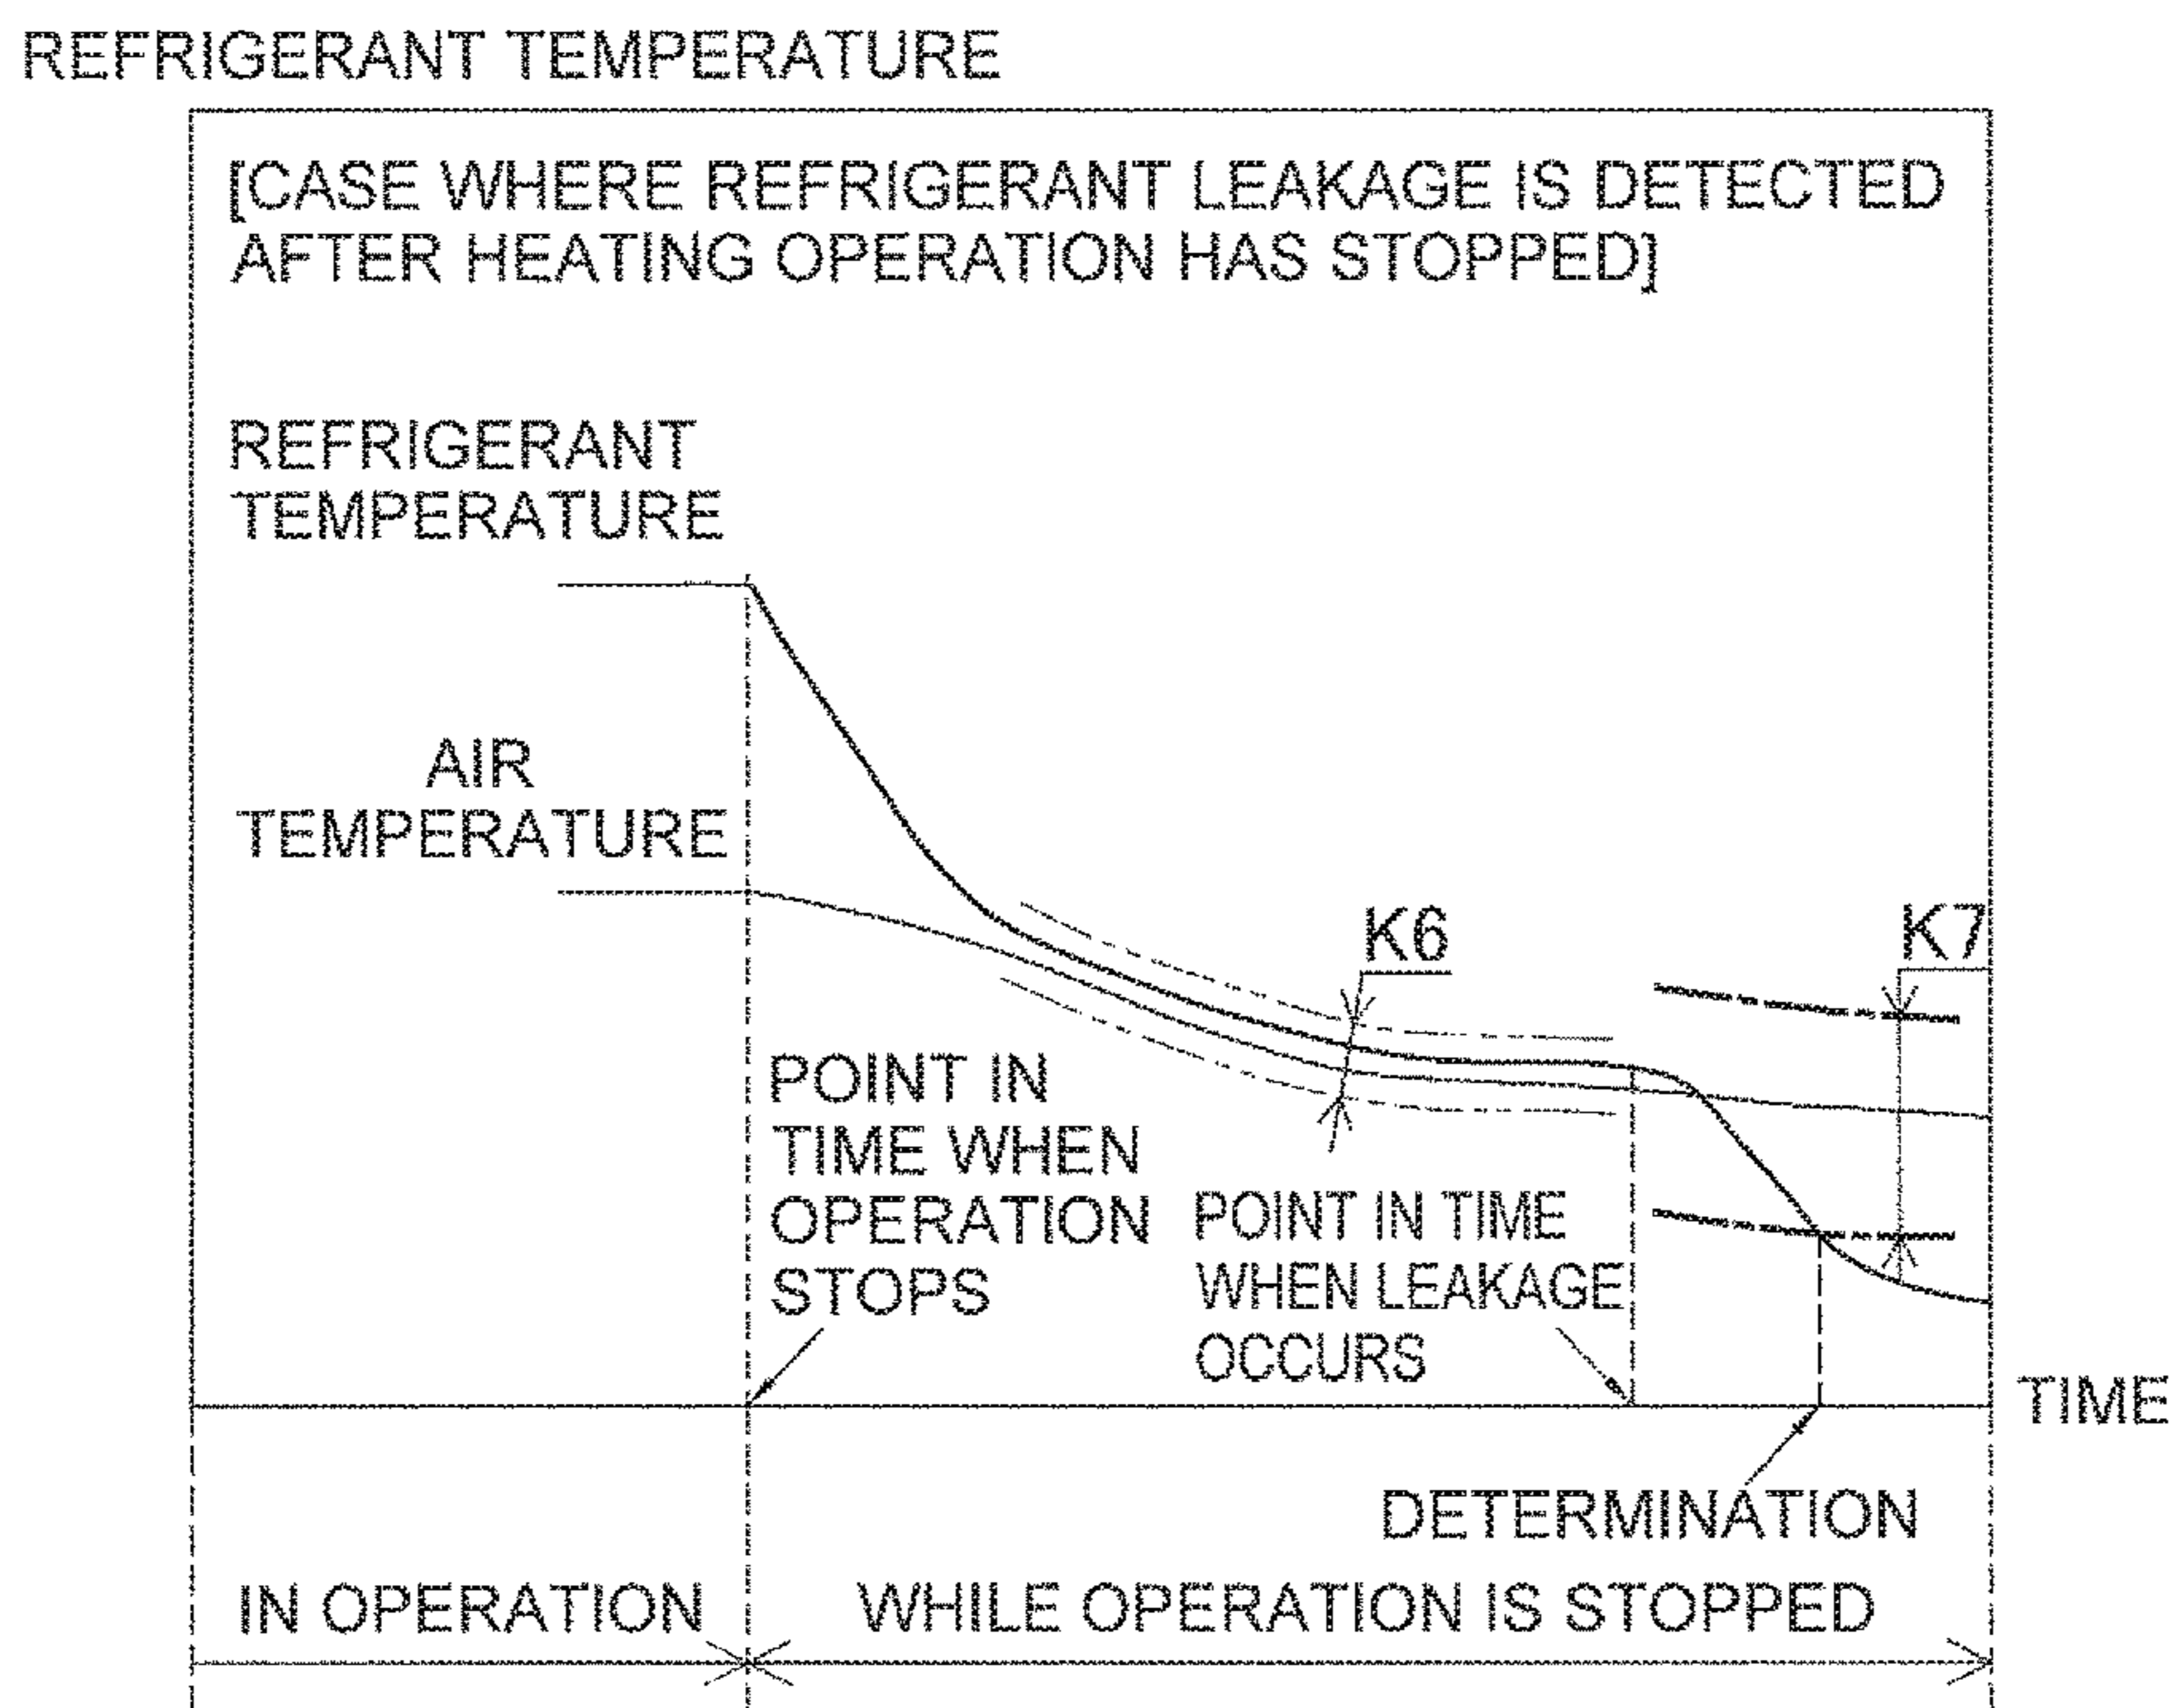 REFRIGERANT TEMPERATURE
[CASE WHERE REFRIGERANT LEAKAGE IS DETECTED
AFTER HEATING OPERATION HAS STOPPED]
REFRIGERANT
TEMPERATURE
AIR
TEMPERATURE
K6
K7
POINT IN
TIME WHEN
OPERATION
STOPS
POINT IN TIME
WHEN LEAKAGE
OCCURS
TIME
DETERMINATION
IN OPERATION
WHILE OPERATION IS STOPPED